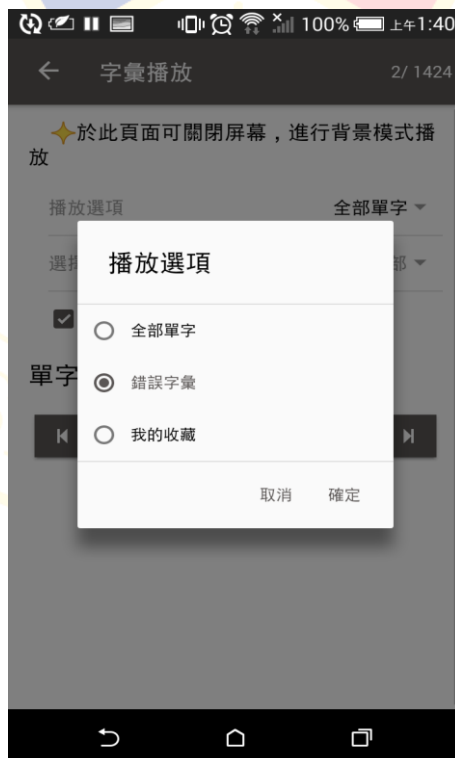 100% 上午1:40
字彙播放 2/ 1424
於此頁面可關閉屏幕，進行背景模式播
放
播放選項 全部單字
播放選項
全部單字
錯誤字彙
我的收藏
取消 確定
單字